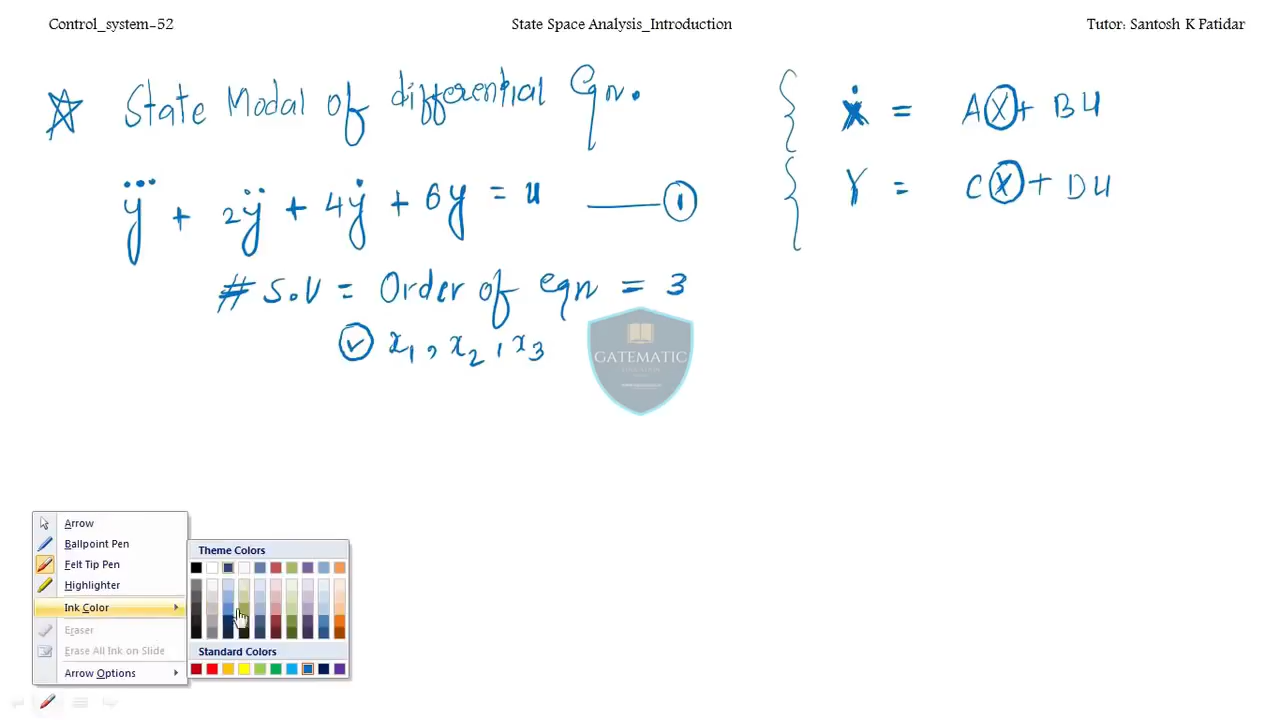 Control_system-52
State Space Analysis_Introduction
Tutor: Santosh K Patidar
State Modal of differential Eqn.
Ẋ = AX + BU
Y = CX + DU
y⃛ + 2ÿ + 4ẏ + 6y = u —— ①
# S.V = Order of eqn = 3
x₁, x₂, x₃
GATEMATIC
Arrow
Ballpoint Pen
Felt Tip Pen
Highlighter
Ink Color
Eraser
Erase All Ink on Slide
Arrow Options
Theme Colors
Standard Colors